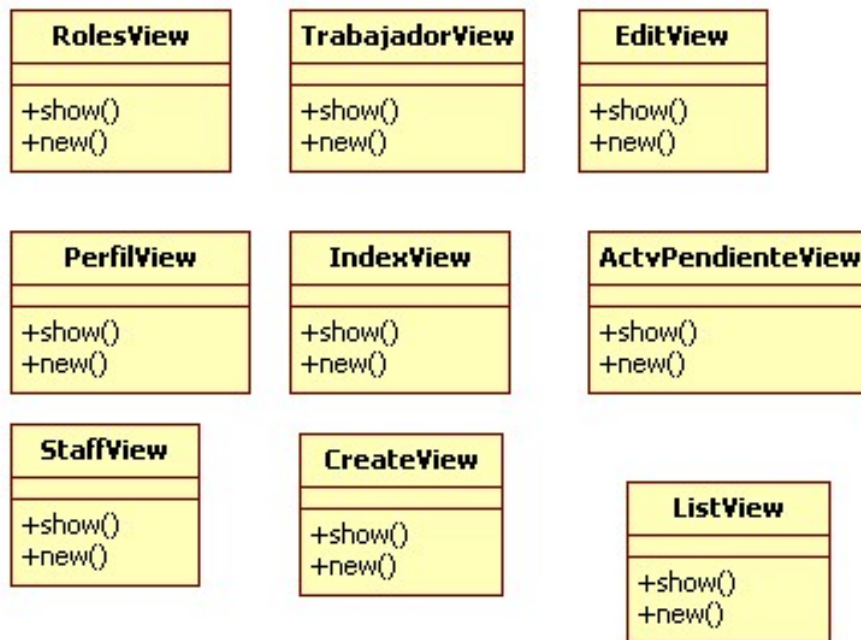 RolesView
+show()
+new()
TrabajadorView
+show()
+new()
EditView
+show()
+new()
PerfilView
+show()
+new()
IndexView
+show()
+new()
ActvPendienteView
+show()
+new()
StaffView
+show()
+new()
CreateView
+show()
+new()
ListView
+show()
+new()